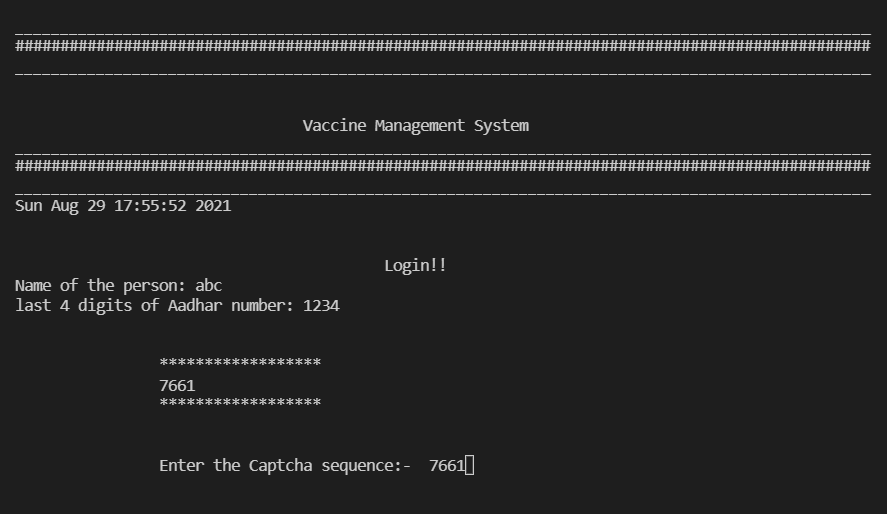 _______________________________________________________________________________________________
###############################################################################################
_______________________________________________________________________________________________
Vaccine Management System
_______________________________________________________________________________________________
###############################################################################################
_______________________________________________________________________________________________
Sun Aug 29 17:55:52 2021
Login!!
Name of the person: abc
last 4 digits of Aadhar number: 1234
******************
7661
******************
Enter the Captcha sequence:-  7661